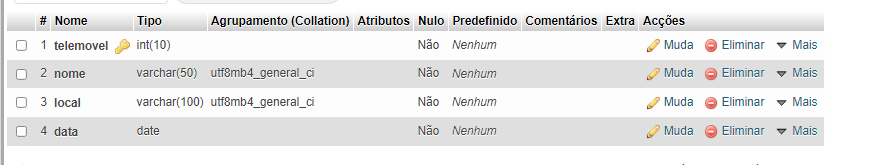 # Nome Tipo Agrupamento (Collation) Atributos Nulo Predefinido Comentários Extra Acções
1 telemovel int(10) Não Nenhum Muda Eliminar Mais
2 nome varchar(50) utf8mb4_general_ci Não Nenhum Muda Eliminar Mais
3 local varchar(100) utf8mb4_general_ci Não Nenhum Muda Eliminar Mais
4 data date Não Nenhum Muda Eliminar Mais